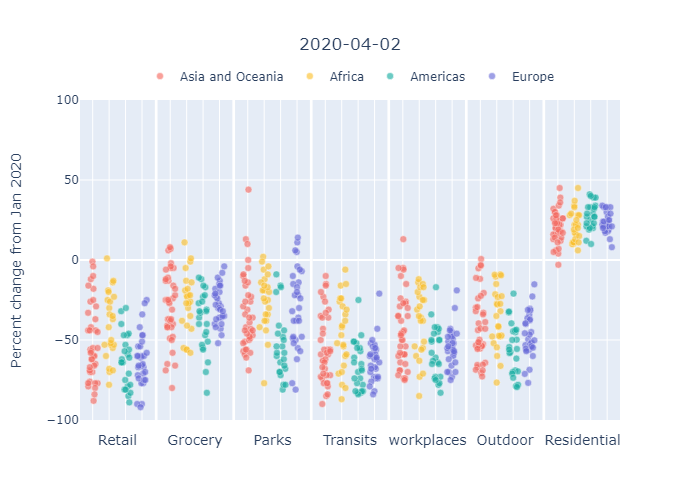 2020-04-02
Asia and Oceania Africa Americas Europe
Percent change from Jan 2020
100
50
0
−50
−100
Retail Grocery Parks Transits workplaces Outdoor Residential